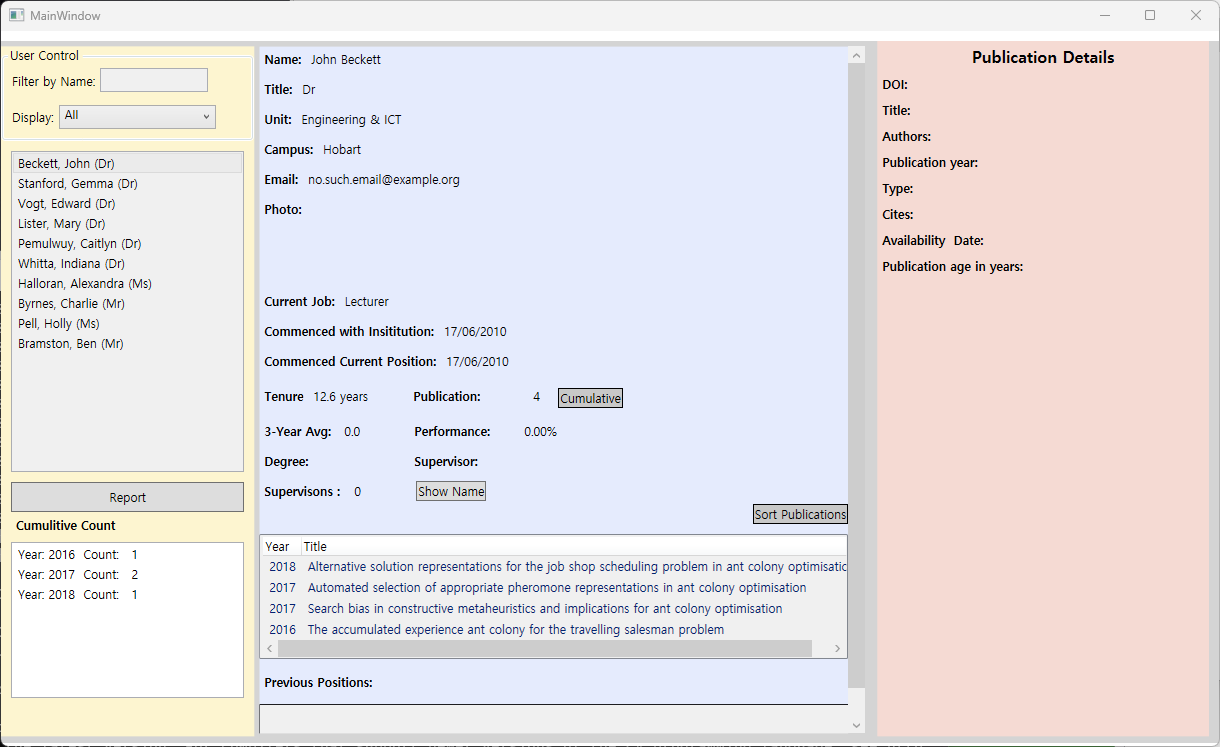 MainWindow
User Control
Filter by Name:
Display: All
Beckett, John (Dr)
Stanford, Gemma (Dr)
Vogt, Edward (Dr)
Lister, Mary (Dr)
Pemulwuy, Caitlyn (Dr)
Whitta, Indiana (Dr)
Halloran, Alexandra (Ms)
Byrnes, Charlie (Mr)
Pell, Holly (Ms)
Bramston, Ben (Mr)
Report
Cumulitive Count
Year: 2016 Count: 1
Year: 2017 Count: 2
Year: 2018 Count: 1
Name: John Beckett
Title: Dr
Unit: Engineering & ICT
Campus: Hobart
Email: no.such.email@example.org
Photo:
Current Job: Lecturer
Commenced with Insititution: 17/06/2010
Commenced Current Position: 17/06/2010
Tenure 12.6 years Publication: 4 Cumulative
3-Year Avg: 0.0 Performance: 0.00%
Degree: Supervisor:
Supervisons : 0 Show Name
Sort Publications
Year Title
2018 Alternative solution representations for the job shop scheduling problem in ant colony optimisatic
2017 Automated selection of appropriate pheromone representations in ant colony optimisation
2017 Search bias in constructive metaheuristics and implications for ant colony optimisation
2016 The accumulated experience ant colony for the travelling salesman problem
Previous Positions:
Publication Details
DOI:
Title:
Authors:
Publication year:
Type:
Cites:
Availability Date:
Publication age in years: